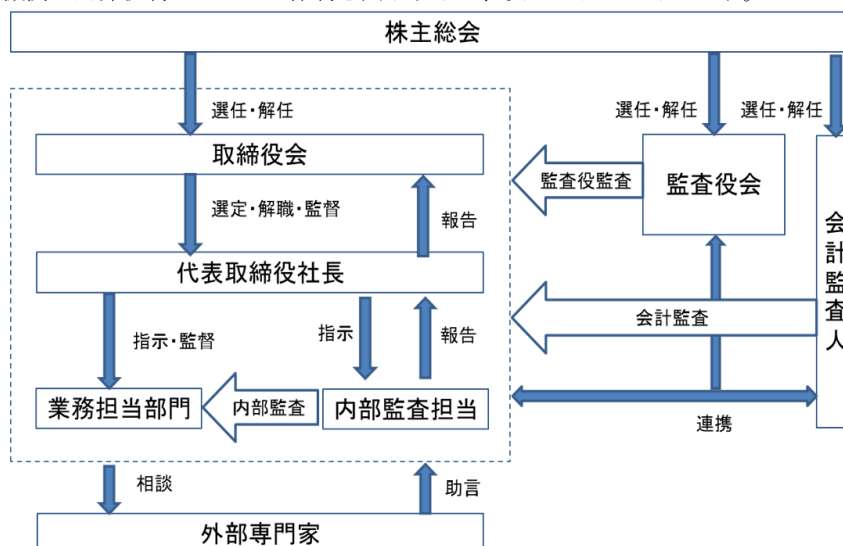 株主総会
選任・解任
選任・解任
選任・解任
取締役会
監査役監査
監査役会
選定・解職・監督
報告
会計監査人
代表取締役社長
会計監査
指示・監督
指示
報告
業務担当部門
内部監査
内部監査担当
連携
相談
助言
外部専門家